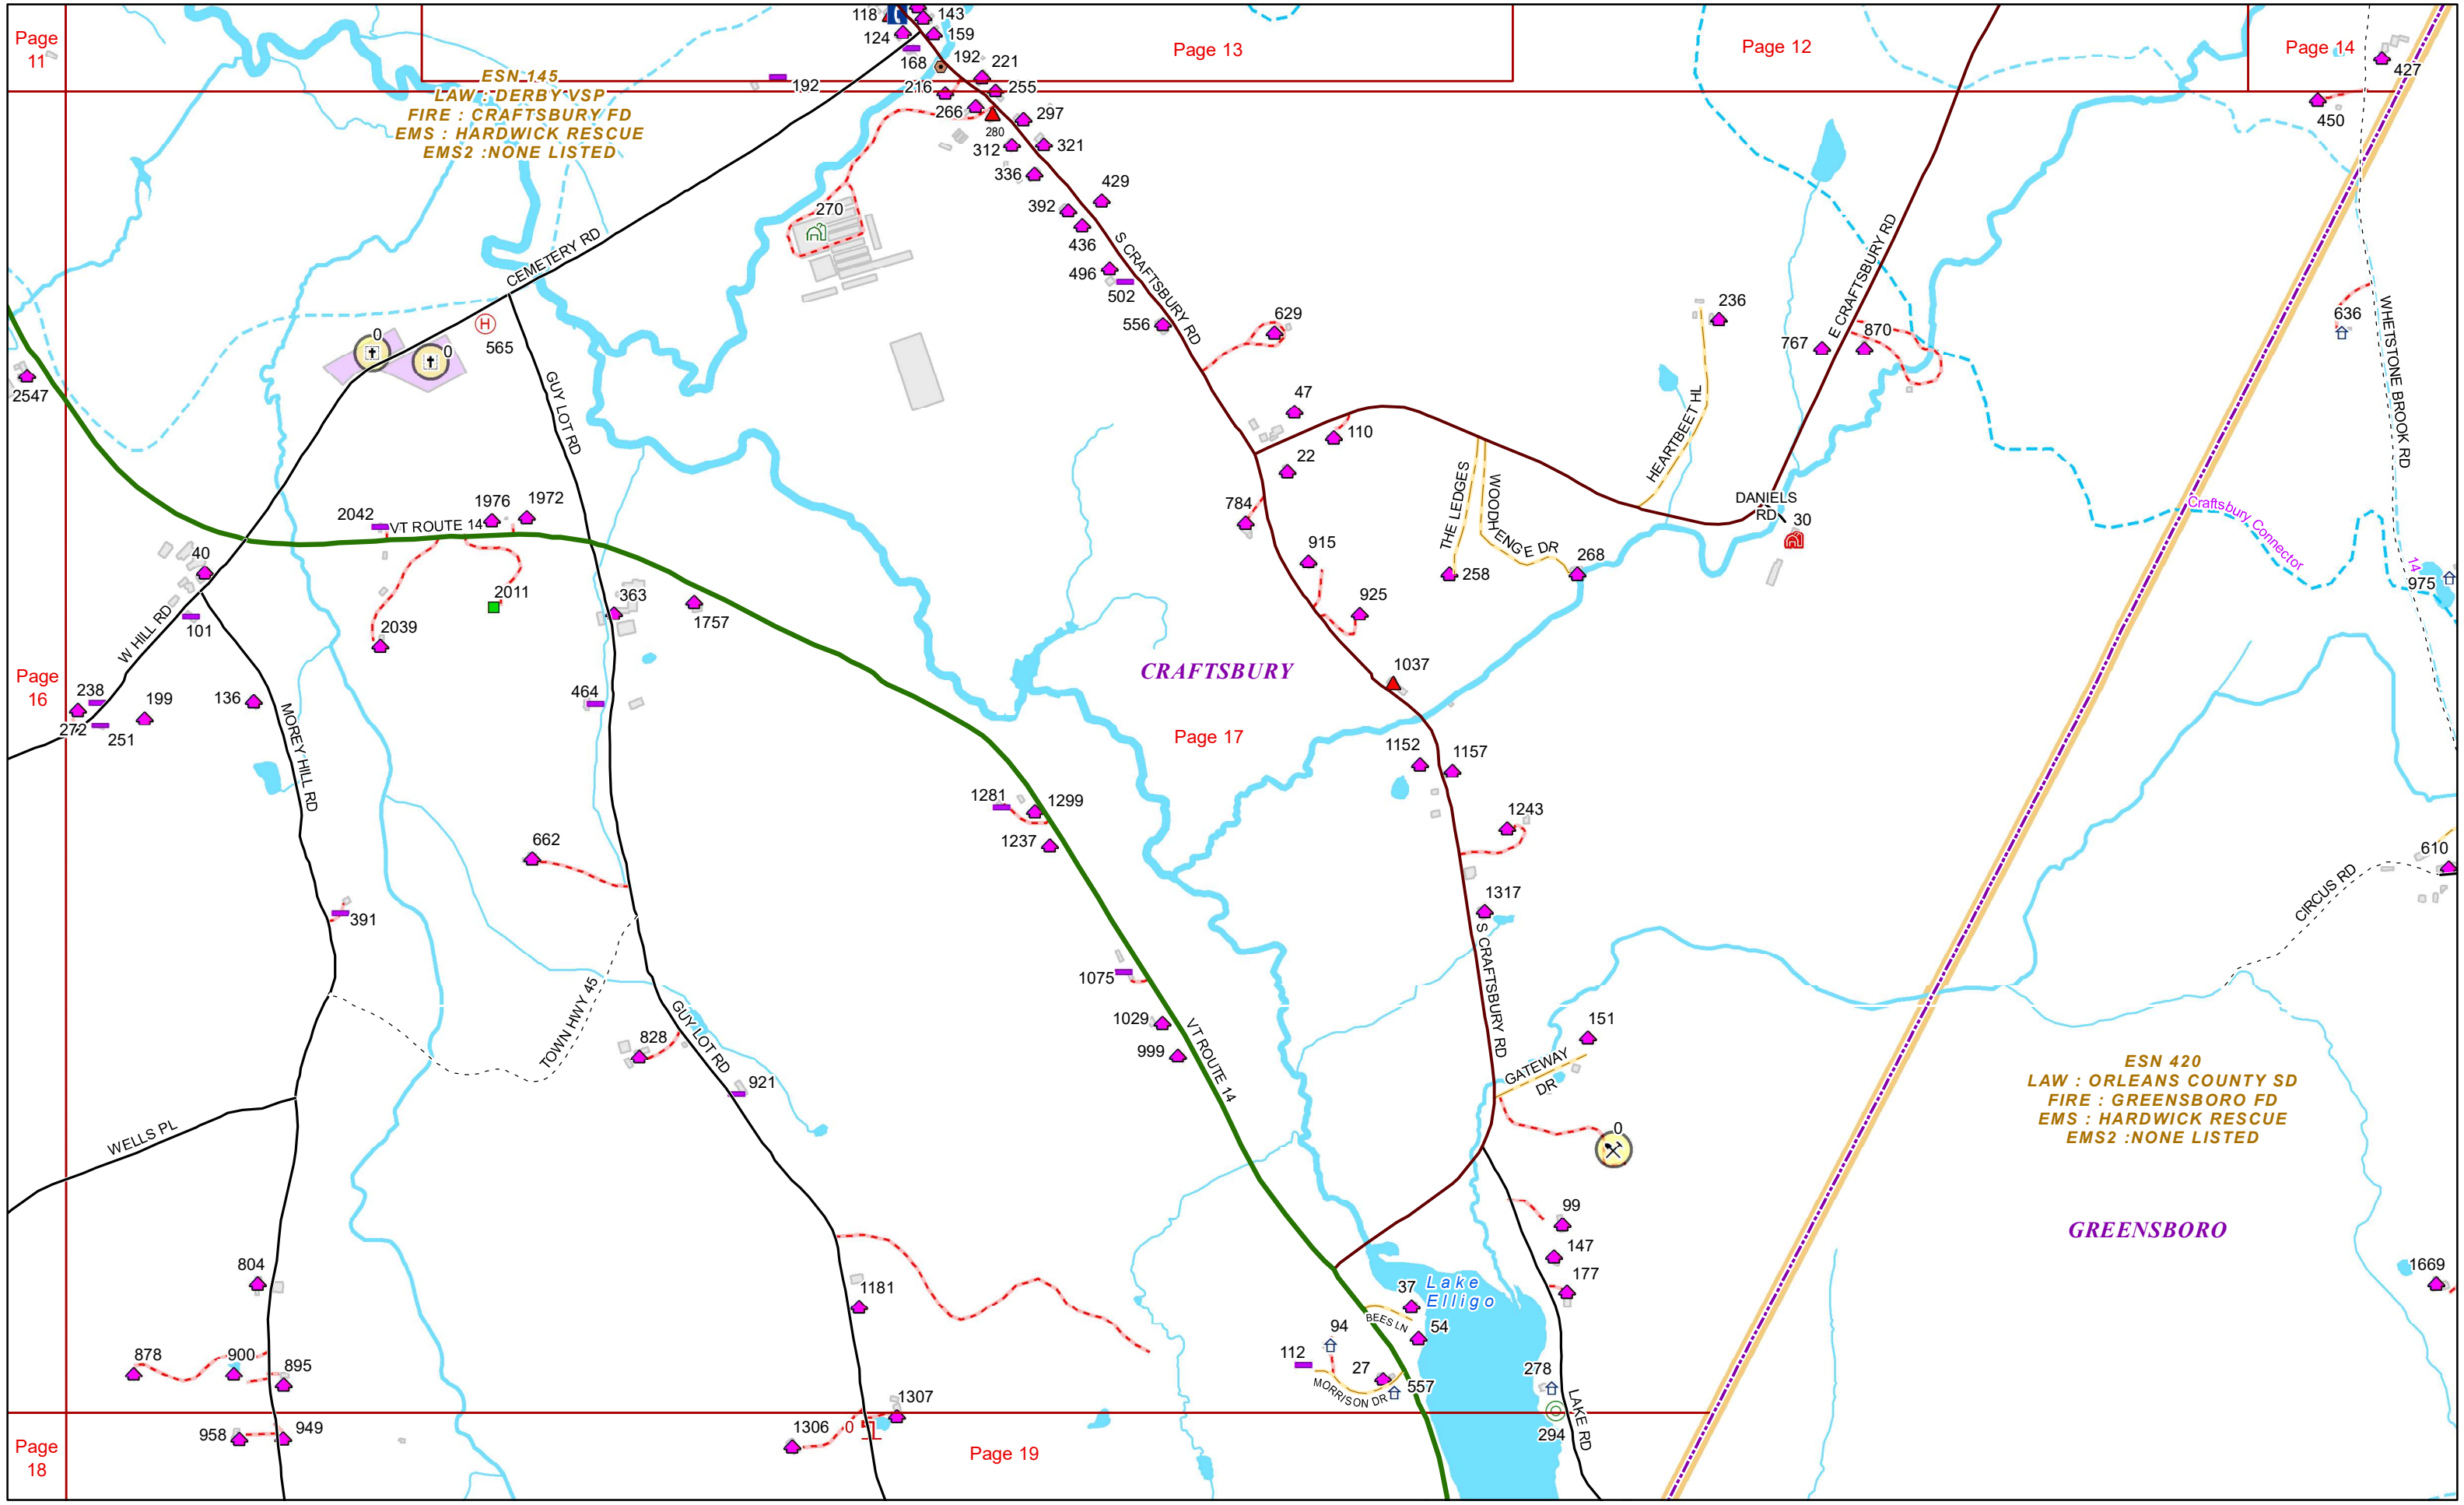 Page
11
118
143
124
159
168
192
221
192
216
255
266
280
297
312
321
336
Page 13
Page 12
Page 14
427
450
ESN 145
LAW : DERBY VSP
FIRE : CRAFTSBURY FD
EMS : HARDWICK RESCUE
EMS2 :NONE LISTED
270
392
429
436
496
502
556
S CRAFTSBURY RD
629
CEMETERY RD
0
0
H
565
2547
GUY LOT RD
47
110
22
784
236
HEARTBEET HL
767
870
E CRAFTSBURY RD
636
WHETSTONE BROOK RD
DANIELS
RD
30
Craftsbury Connector
14
975
2042
VT ROUTE 14
1976
1972
2011
2039
40
101
W HILL RD
363
1757
915
925
THE LEDGES
WOODHENGE DR
258
268
1037
CRAFTSBURY
Page 17
Page
16
238
272
251
199
136
MOREY HILL RD
464
1152
1157
1243
1281
1299
1237
662
391
1317
S CRAFTSBURY RD
610
CIRCUS RD
1075
1029
999
VT ROUTE 14
TOWN HWY 45
828
GUY LOT RD
921
151
GATEWAY
DR
0
WELLS PL
ESN 420
LAW : ORLEANS COUNTY SD
FIRE : GREENSBORO FD
EMS : HARDWICK RESCUE
EMS2 :NONE LISTED
GREENSBORO
99
147
177
1669
804
1181
37
Lake
Elligo
BEES LN
54
94
112
27
MORRISON DR
557
278
294
LAKE RD
878
900
895
958
949
1306
0
1307
Page
18
Page 19